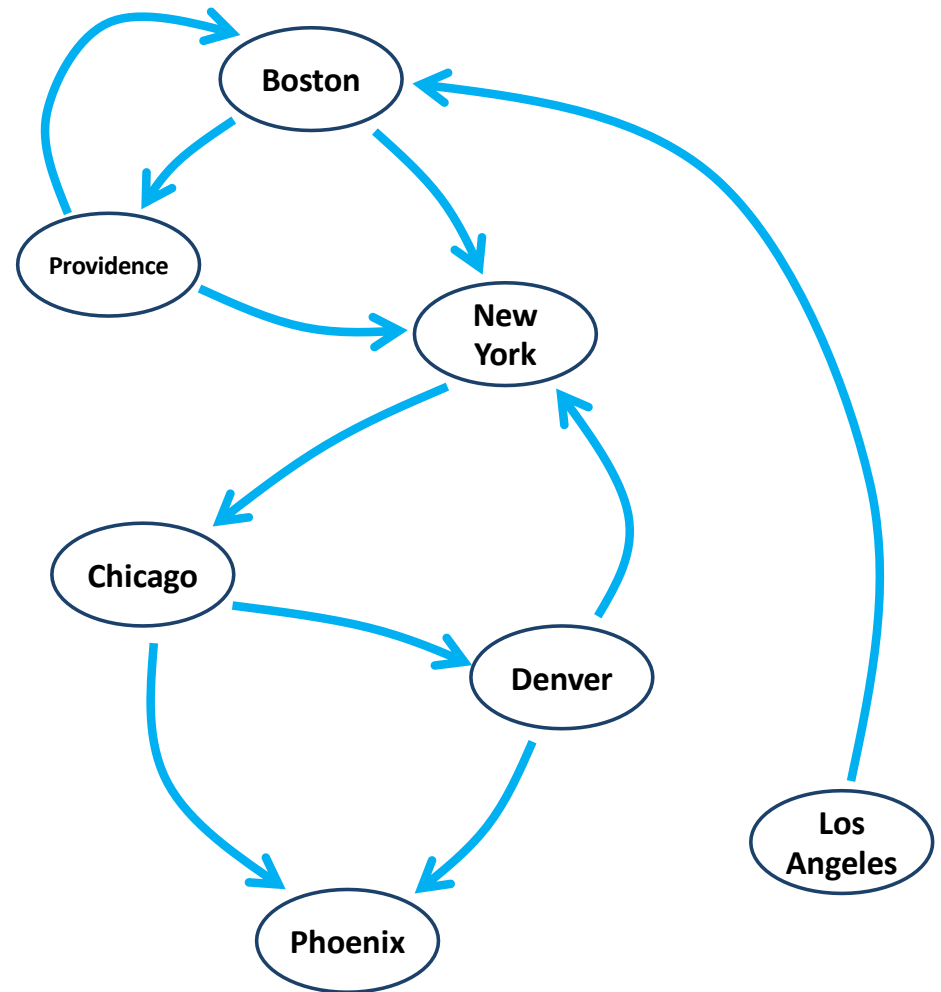 Boston
Providence
New
York
Chicago
Denver
Los
Angeles
Phoenix